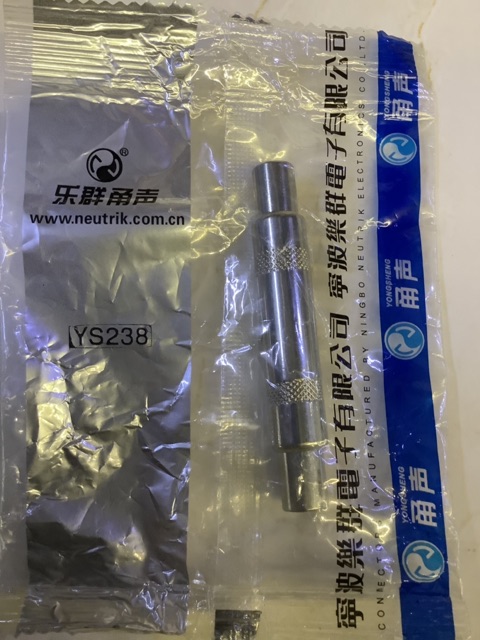 ®
乐群甬声
www.neutrik.com.cn
YS238
寧波樂群電子有限公司 寧波樂群電子有限公司
CONNECTOR MANUFACTURED BY NINGBO NEUTRIK ELECTRONICS CO., LTD.
YONGSHENG 甬声
YONGSHENG 甬声
YONGSHENG 甬声